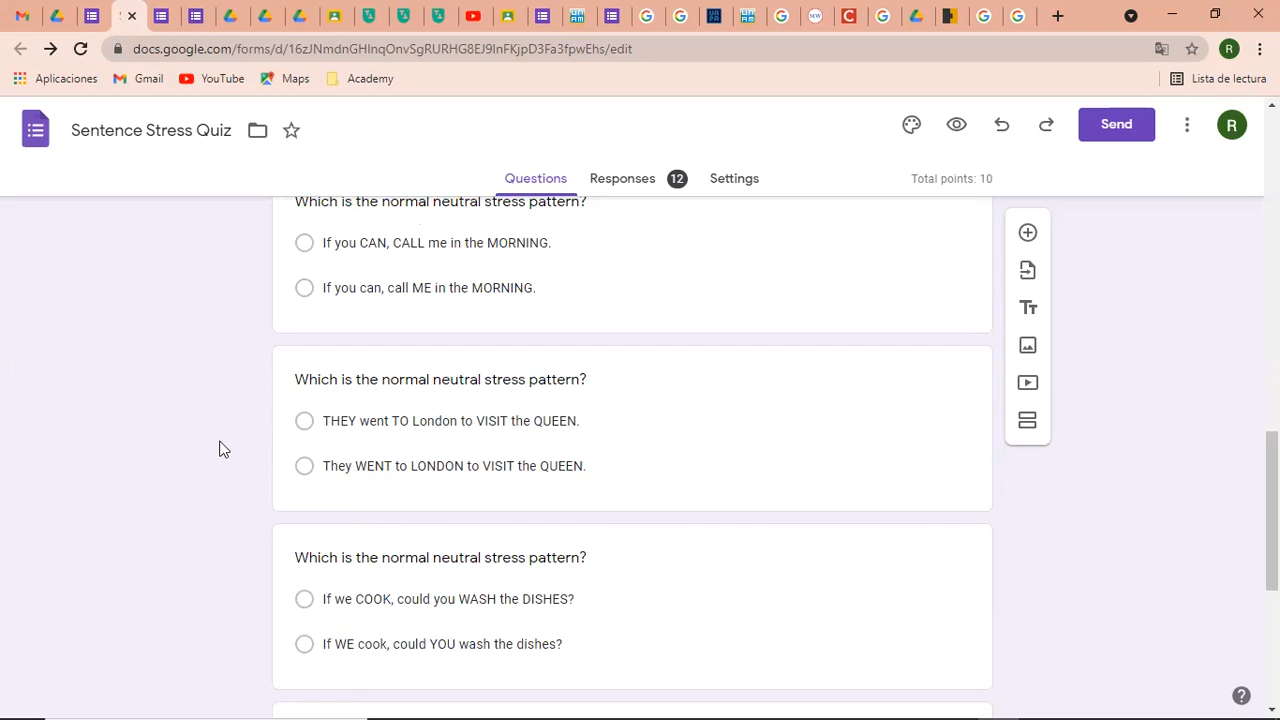 docs.google.com/forms/d/16zJNmdnGHlnqOnvSgRURHG8EJ9InFKjpD3Fa3fpwEhs/edit
R
Aplicaciones
Gmail
YouTube
Maps
Academy
Lista de lectura
Sentence Stress Quiz
Send
R
Questions
Responses
12
Settings
Total points: 10
Which is the normal neutral stress pattern?
If you CAN, CALL me in the MORNING.
If you can, call ME in the MORNING.
Which is the normal neutral stress pattern?
THEY went TO London to VISIT the QUEEN.
They WENT to LONDON to VISIT the QUEEN.
Which is the normal neutral stress pattern?
If we COOK, could you WASH the DISHES?
If WE cook, could YOU wash the dishes?